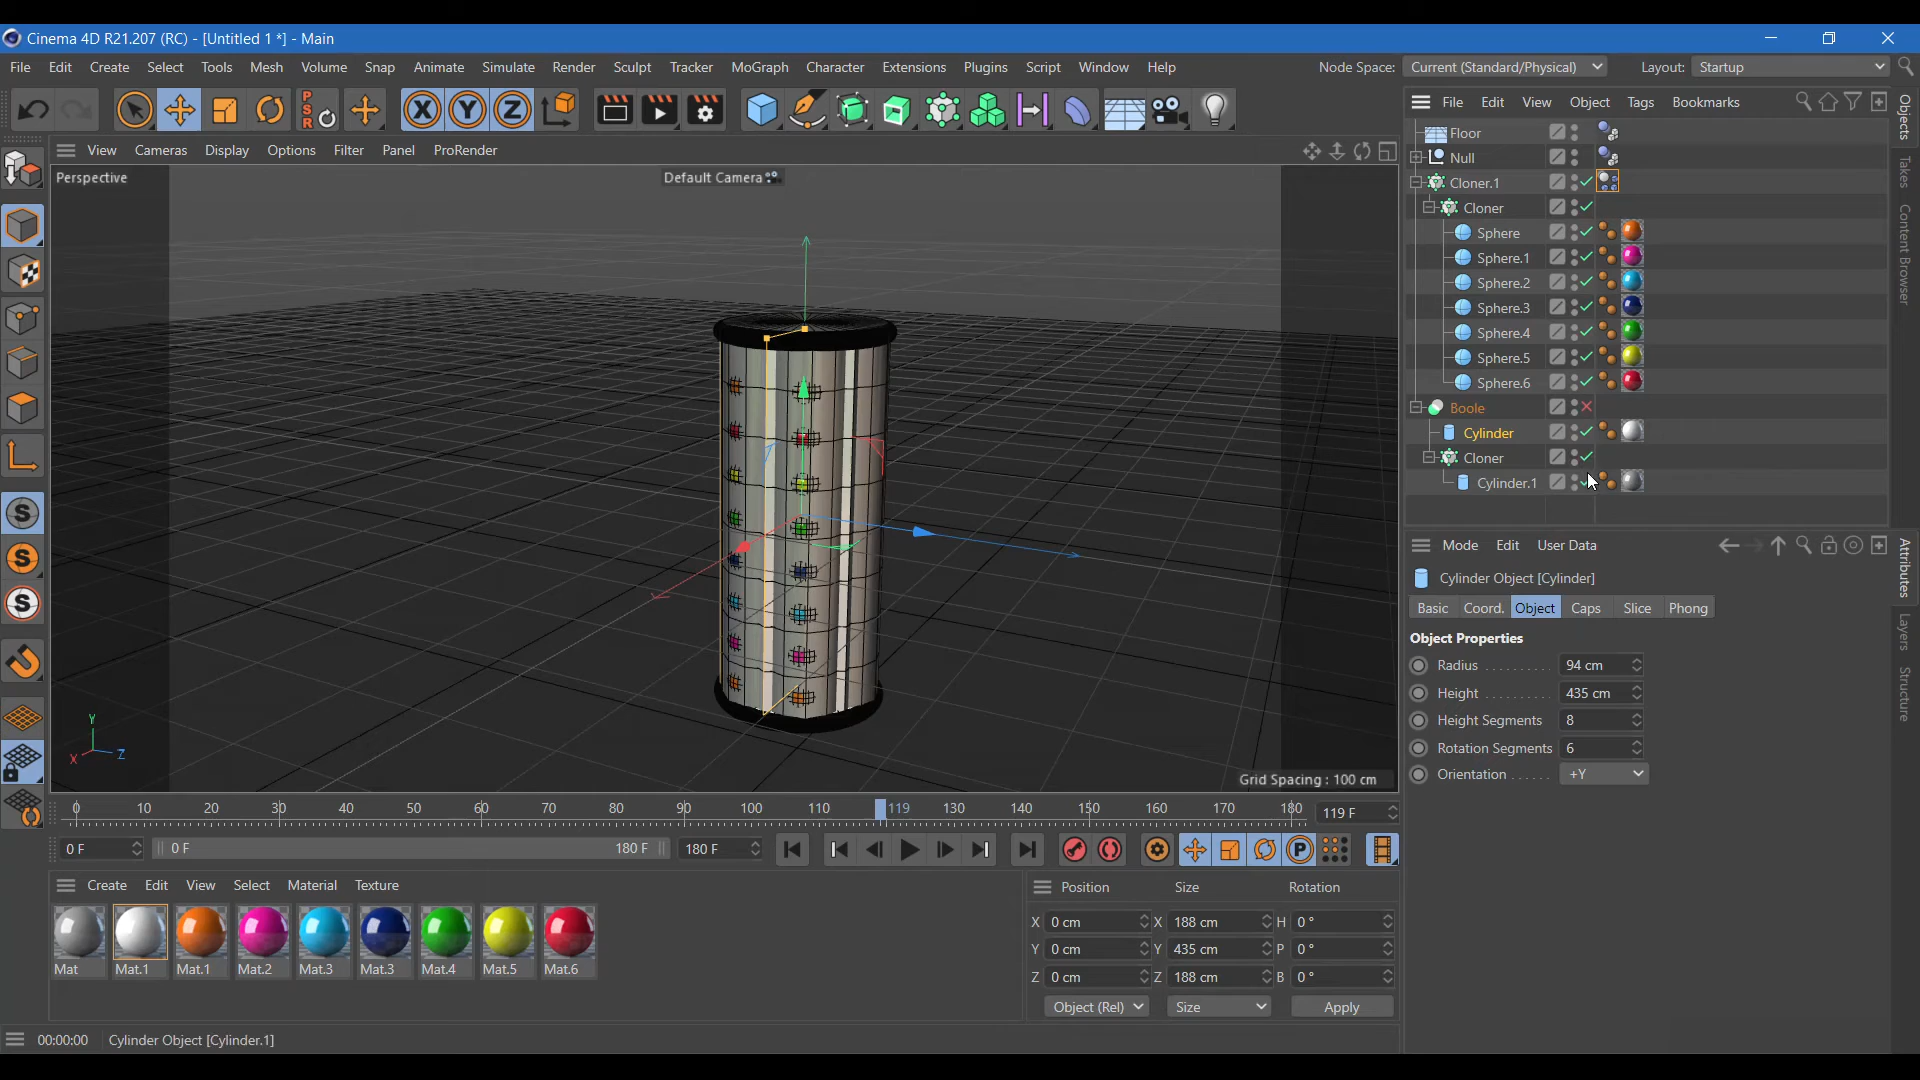 Cinema 4D R21.207 (RC) - [Untitled 1 *] - Main
File Edit Create Select Tools Mesh Volume Snap Animate Simulate Render Sculpt Tracker MoGraph Character Extensions Plugins Script Window Help Node Space: Current (Standard/Physical) Layout: Startup
PSR X Y Z
File Edit View Object Tags Bookmarks
View Cameras Display Options Filter Panel ProRender
Perspective Default Camera
Floor
Null
Cloner.1
Cloner
Sphere
Sphere.1
Sphere.2
Sphere.3
Sphere.4
Sphere.5
Sphere.6
Boole
Cylinder
Cloner
Cylinder.1
Objects
Takes
Content Browser
Mode Edit User Data
Cylinder Object [Cylinder]
Basic Coord. Object Caps Slice Phong
Object Properties
Radius . . . . . . . . . . 94 cm
Height . . . . . . . . . . 435 cm
Height Segments 8
Rotation Segments 6
Orientation . . . . . . +Y
Attributes
Layers
Structure
S
S
S
Y
X Z
Grid Spacing : 100 cm
0 10 20 30 40 50 60 70 80 90 100 110 119 130 140 150 160 170 180 119 F
0 F 0 F 180 F 180 F P
Create Edit View Select Material Texture
Mat Mat.1 Mat.1 Mat.2 Mat.3 Mat.3 Mat.4 Mat.5 Mat.6
Position Size Rotation
X 0 cm X 188 cm H 0 °
Y 0 cm Y 435 cm P 0 °
Z 0 cm Z 188 cm B 0 °
Object (Rel) Size Apply
00:00:00 Cylinder Object [Cylinder.1]